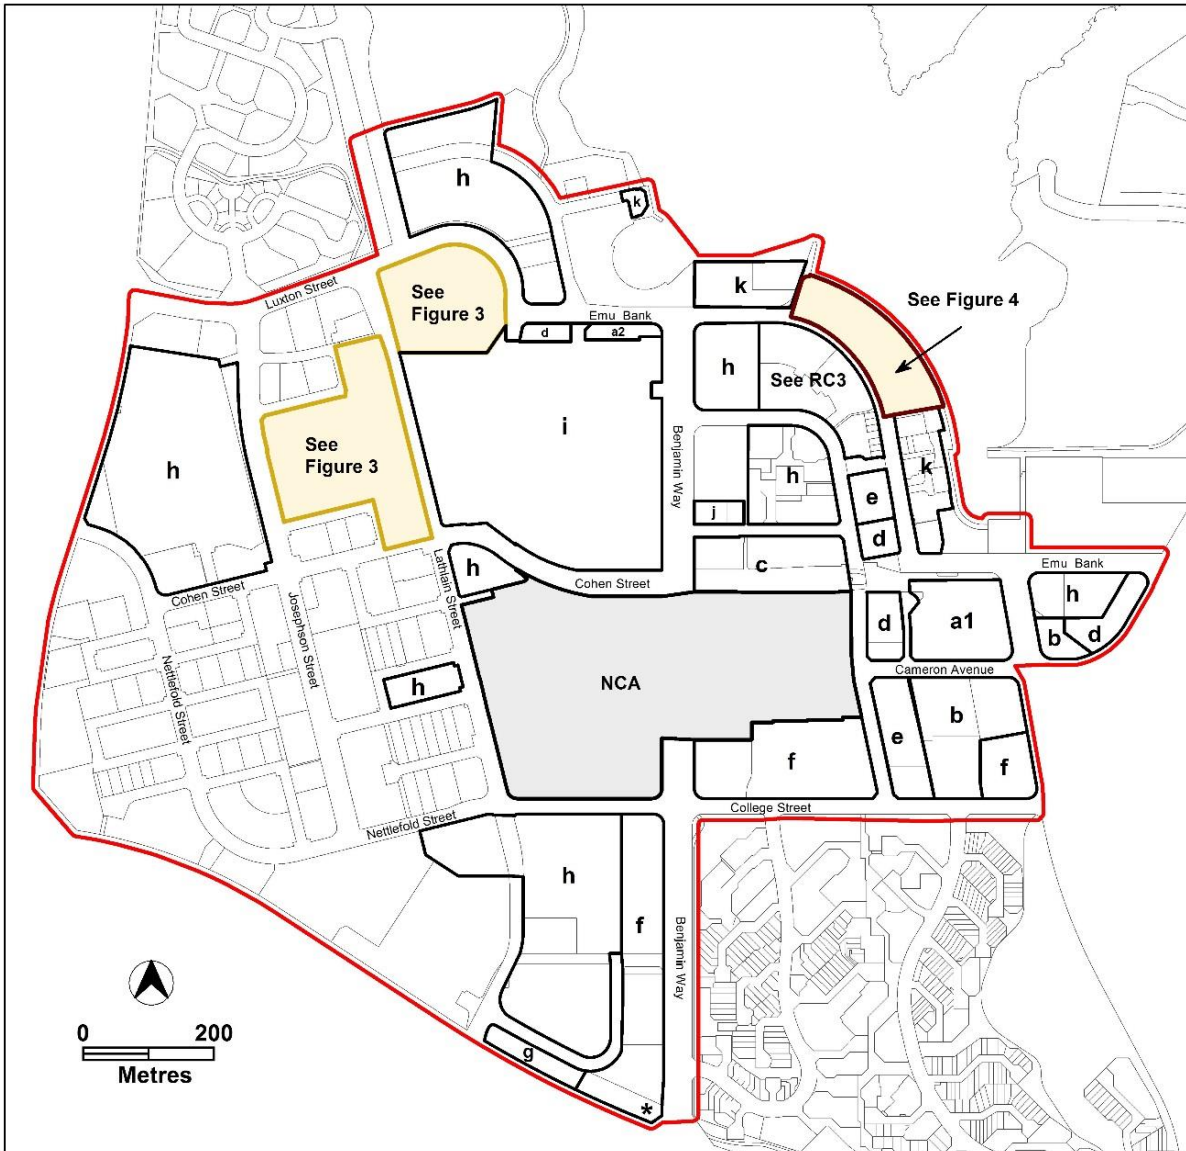 h
k
Luxton Street
See
Figure 3
k
See Figure 4
Emu Bank
d
a2
h
See RC3
i
See
Figure 3
h
Benjamin Way
h
k
e
j
d
Lathlain Street
h
Cohen Street
c
Emu Bank
h
Cohen Street
Josephson Street
d
a1
b
d
Nettlefold Street
h
NCA
Cameron Avenue
b
e
f
f
College Street
Nettlefold Street
h
f
Benjamin Way
0
200
Metres
g
*